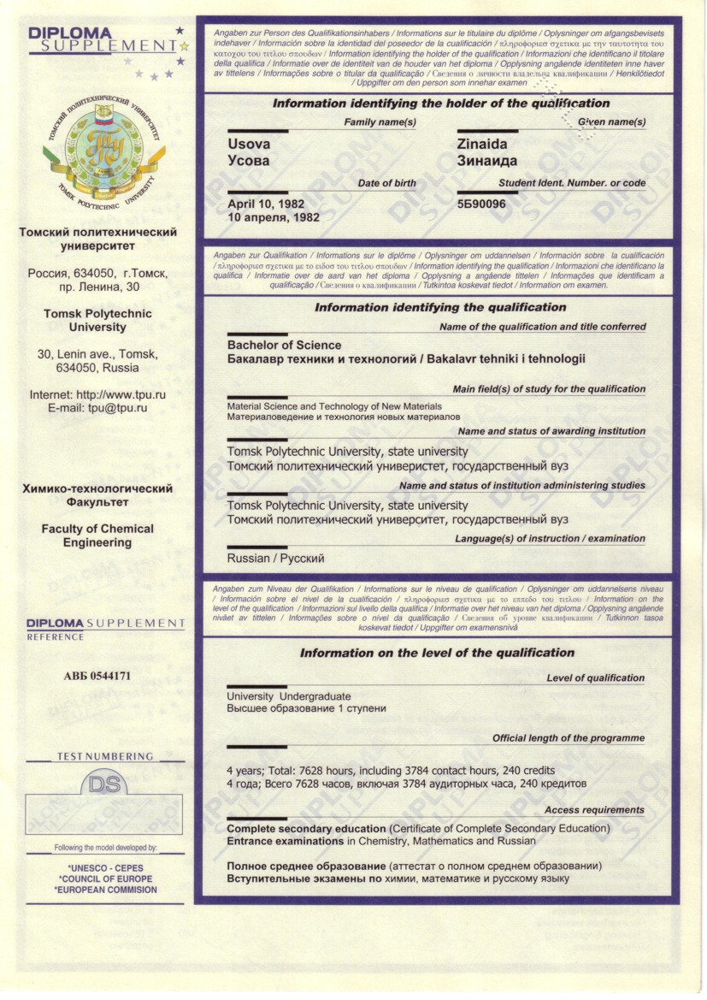 DIPLOMA
SUPPLEMENT
ТОМСКИЙ ПОЛИТЕХНИЧЕСКИЙ УНИВЕРСИТЕТ
TOMSK POLYTECHNIC UNIVERSITY
Томский политехнический
университет
Россия, 634050, г.Томск,
пр. Ленина, 30
Tomsk Polytechnic
University
30, Lenin ave., Tomsk,
634050, Russia
Internet: http://www.tpu.ru
E-mail: tpu@tpu.ru
Химико-технологический
Факультет
Faculty of Chemical
Engineering
DIPLOMA SUPPLEMENT
REFERENCE
АВБ 0544171
TEST NUMBERING
DS
Following the model developed by:
*UNESCO - CEPES
*COUNCIL OF EUROPE
*EUROPEAN COMMISION
Angaben zur Person des Qualifikationsinhabers / Informations sur le titulaire du diplôme / Oplysninger om afgangsbevisets
indehaver / Información sobre la identidad del poseedor de la cualificación / πληροφοριεσ σχετικα με την ταυτοτητα του
κατοχου του τιτλου σπουδων / Information identifying the holder of the qualification / Informazioni che identificano il titolare
della qualifica / Informatie over de identiteit van de houder van het diploma / Opplysning angående identiteten inne haver
av tittelens / Informações sobre o titular da qualificação / Сведения о личности владельца квалификации / Henkilötiedot
/ Uppgifter om den person som innehar examen
Information identifying the holder of the qualification
Family name(s) Given name(s)
Usova Zinaida
Усова Зинаида
Date of birth Student Ident. Number. or code
April 10, 1982 5Б90096
10 апреля, 1982
Angaben zur Qualifikation / Informations sur le diplôme / Oplysninger om uddannelsen / Información sobre la cualificación
/ πληροφοριεσ σχετικα με το ειδοσ του τιτλου σπουδων / Information identifying the qualification / Informazioni che identificano la
qualifica / Informatie over de aard van het diploma / Opplysning a angående tittelen / Informações que identificam a
qualificação / Сведения о квалификации / Tutkintoa koskevat tiedot / Information om examen.
Information identifying the qualification
Name of the qualification and title conferred
Bachelor of Science
Бакалавр техники и технологий / Bakalavr tehniki i tehnologii
Main field(s) of study for the qualification
Material Science and Technology of New Materials
Материаловедение и технология новых материалов
Name and status of awarding institution
Tomsk Polytechnic University, state university
Томский политехнический универистет, государственный вуз
Name and status of institution administering studies
Tomsk Polytechnic University, state university
Томский политехнический университет, государственный вуз
Language(s) of instruction / examination
Russian / Русский
Angaben zum Niveau der Qualifikation / Informations sur le niveau de qualification / Oplysninger om uddannelsens niveau
/ Información sobre el nivel de la cualificación / πληροφοριεσ σχετικα με το επιπεδο του τιτλου / Information on the
level of the qualification / Informazioni sul livello della qualifica / Informatie over het niveau van het diploma / Opplysning angående
nivået av tittelen / Informações sobre o nível da qualificação / Сведения об уровне квалификации / Tutkinnon tasoa
koskevat tiedot / Uppgifter om examensnivå
Information on the level of the qualification
Level of qualification
University Undergraduate
Высшее образование 1 ступени
Official length of the programme
4 years; Total: 7628 hours, including 3784 contact hours, 240 credits
4 года; Всего 7628 часов, включая 3784 аудиторных часа, 240 кредитов
Access requirements
Complete secondary education (Certificate of Complete Secondary Education)
Entrance examinations in Chemistry, Mathematics and Russian
Полное среднее образование (аттестат о полном среднем образовании)
Вступительные экзамены по химии, математике и русскому языку